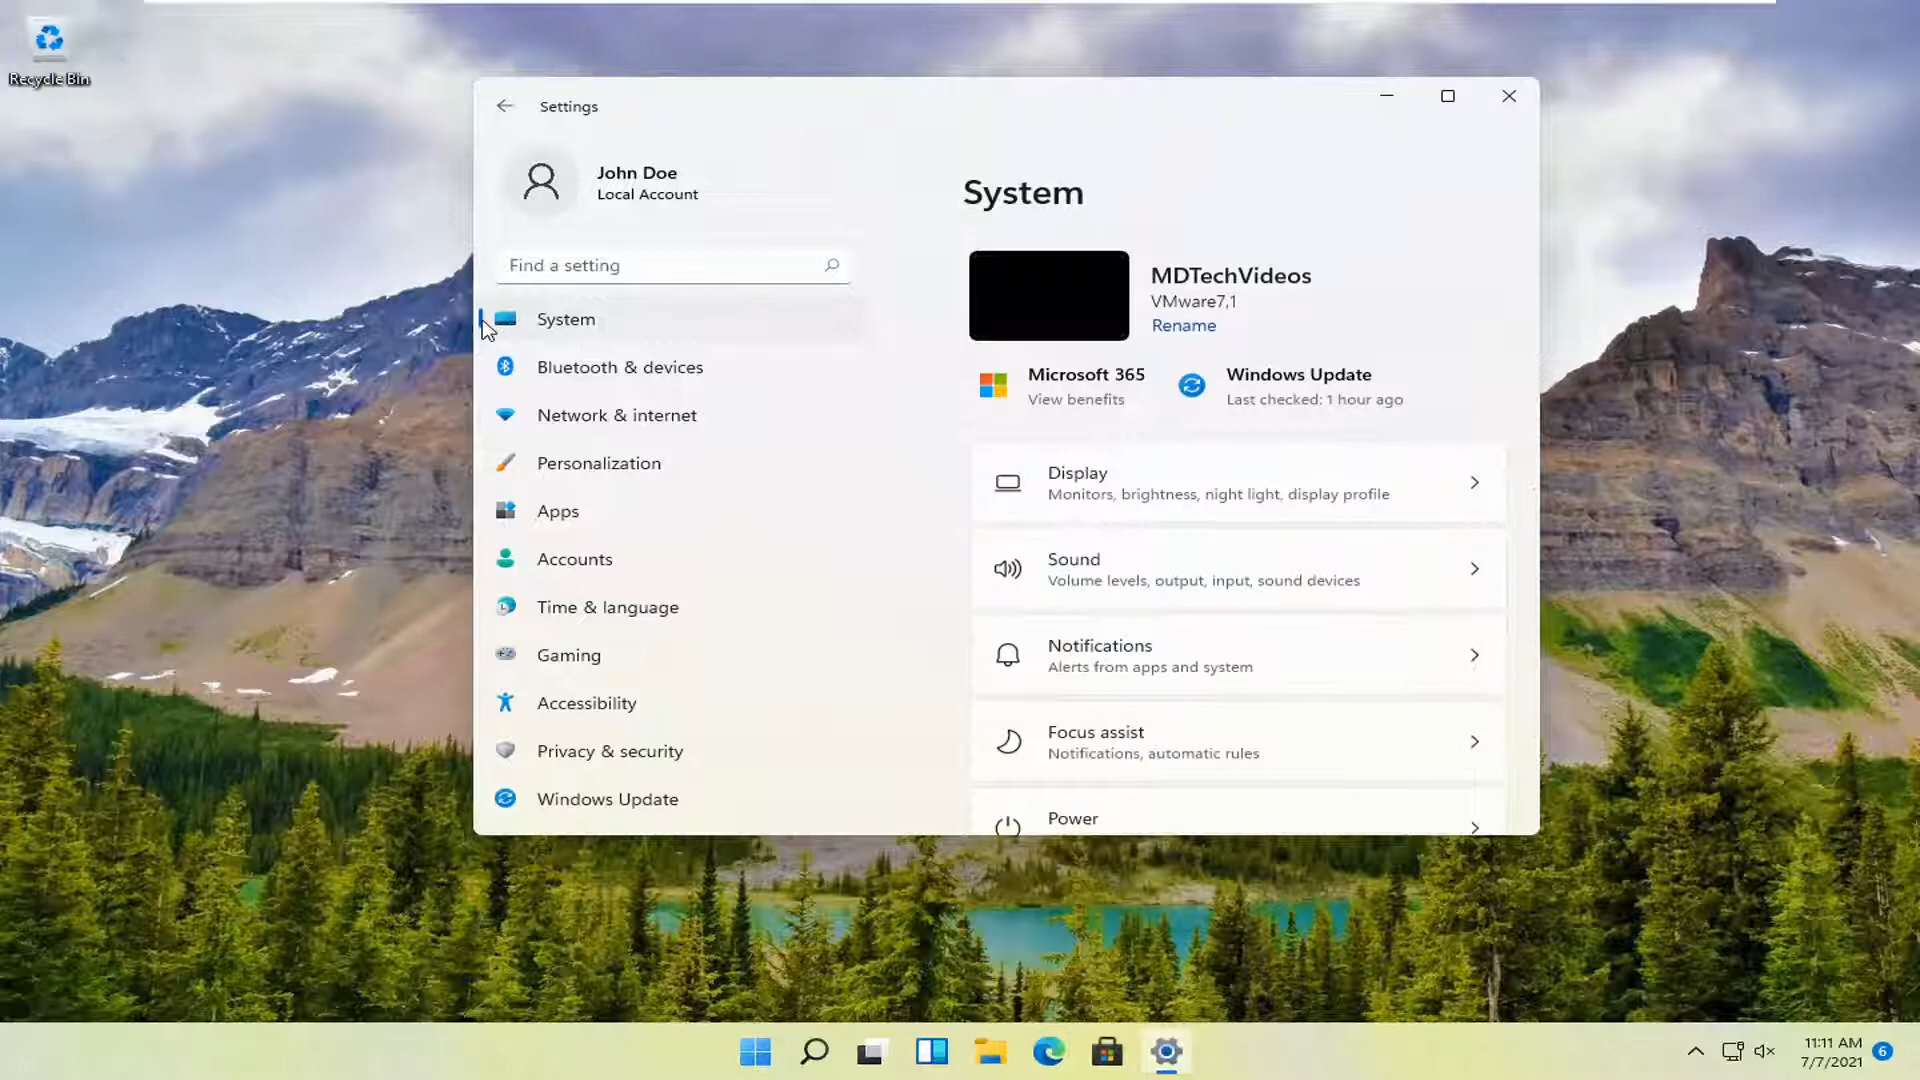 Recycle Bin
Settings
John Doe
Local Account
Find a setting
System
Bluetooth & devices
Network & internet
Personalization
Apps
Accounts
Time & language
Gaming
Accessibility
Privacy & security
Windows Update
System
MDTechVideos
VMware7,1
Rename
Microsoft 365
View benefits
Windows Update
Last checked: 1 hour ago
Display
Monitors, brightness, night light, display profile
Sound
Volume levels, output, input, sound devices
Notifications
Alerts from apps and system
Focus assist
Notifications, automatic rules
Power
11:11 AM
7/7/2021
6